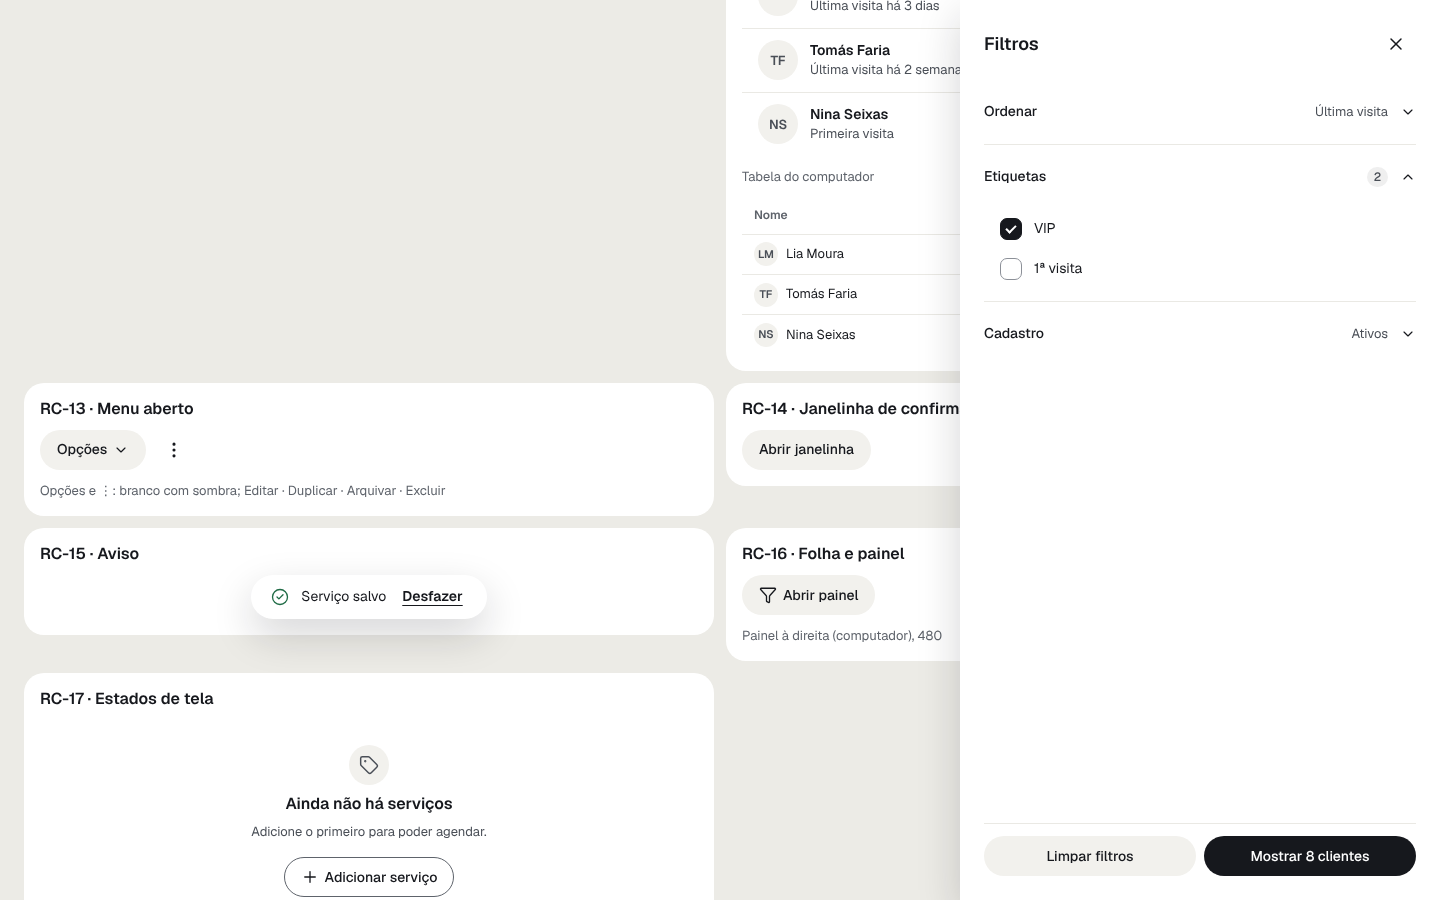 Última visita há 3 dias
TF
Tomás Faria
Última visita há 2 semana
NS
Nina Seixas
Primeira visita
Tabela do computador
Nome
LM Lia Moura
TF Tomás Faria
NS Nina Seixas
RC-13 · Menu aberto
Opções
Opções e ⋮: branco com sombra; Editar · Duplicar · Arquivar · Excluir
RC-14 · Janelinha de confirm
Abrir janelinha
RC-15 · Aviso
Serviço salvo Desfazer
RC-16 · Folha e painel
Abrir painel
Painel à direita (computador), 480
RC-17 · Estados de tela
Ainda não há serviços
Adicione o primeiro para poder agendar.
Adicionar serviço
Filtros
Ordenar Última visita
Etiquetas 2
VIP
1ª visita
Cadastro Ativos
Limpar filtros Mostrar 8 clientes